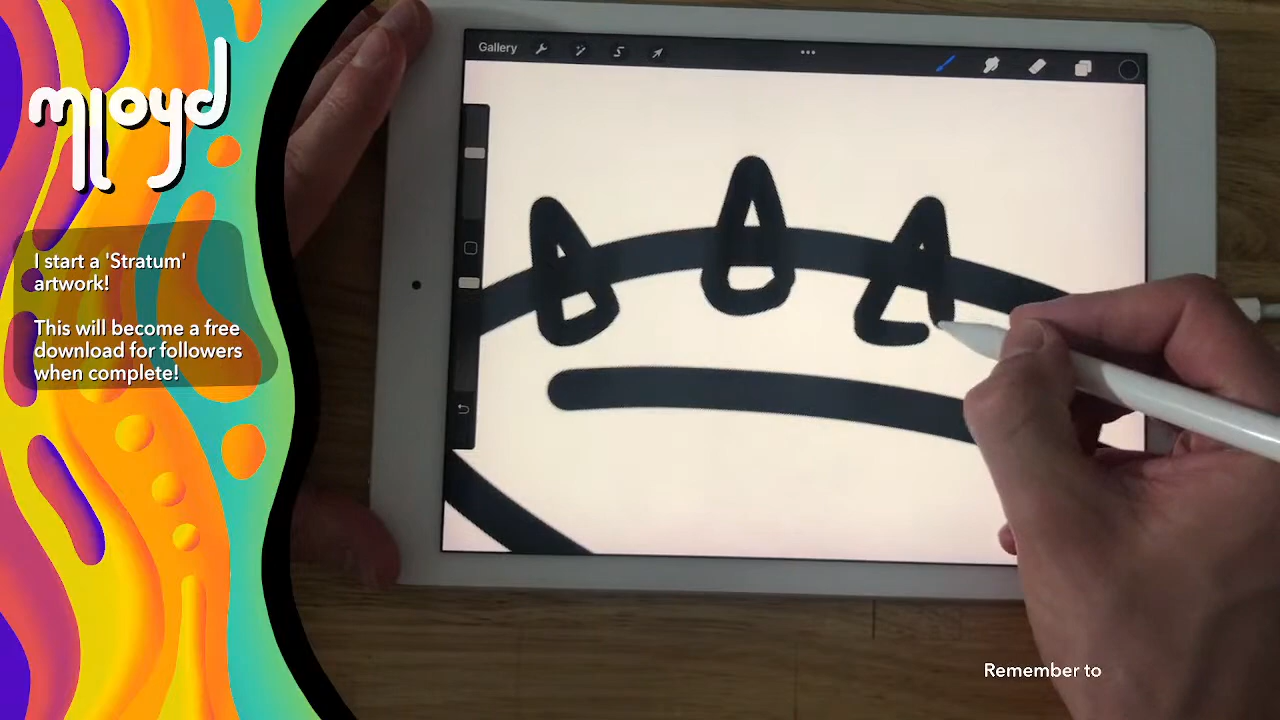 mloyd
I start a 'Stratum'
artwork!
This will become a free
download for followers
when complete!
Gallery
Remember to